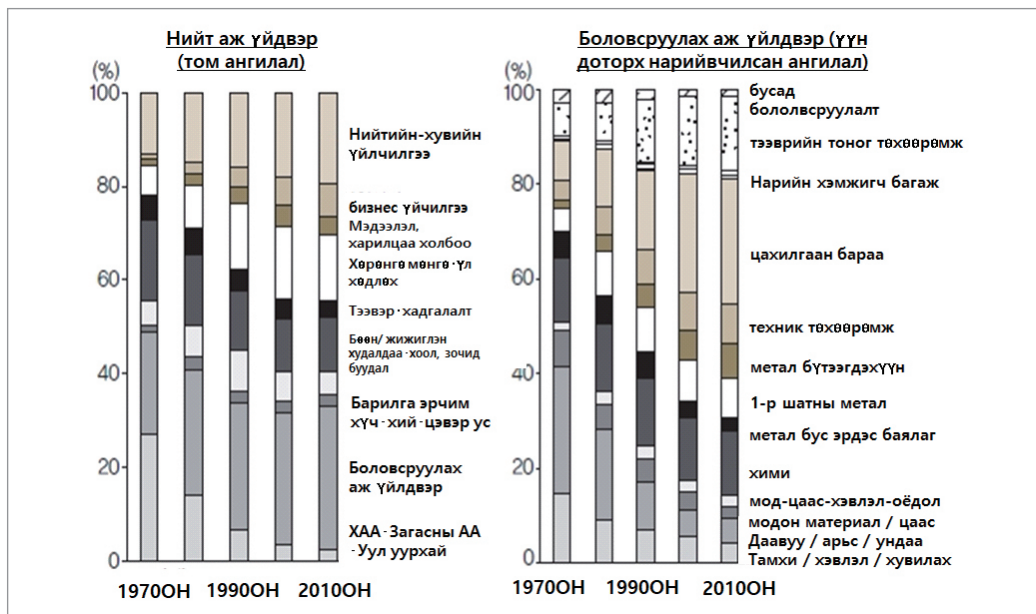 Нийт аж үйдвэр
(том ангилал)
(%)
100
80
60
40
20
0
1970ОН
1990ОН
2010ОН
Нийтийн-хувийн
үйлчилгээ
бизнес үйчилгээ
Мэдээлэл,
харилцаа холбоо
Хөрөнгө мөнгө·үл
хөдлөх
Тээвэр·хадгалалт
Бөөн/ жижиглэн
худалдаа·хоол, зочид
буудал
Барилга эрчим
хүч·хий-цэвэр ус
Боловсруулах
аж үйлдвэр
ХАА·Загасны АА
·Уул уурхай
Боловсруулах аж үйлдвэр (үүн
доторх нарийвчилсан ангилал)
(%)
100
80
60
40
20
0
1970ОН
1990ОН
2010ОН
бусад
бололвсруулалт
тээврийн тоног төхөөрөмж
Нарийн хэмжигч багаж
цахилгаан бараа
техник төхөөрөмж
метал бүтээгдэхүүн
1-р шатны метал
метал бус эрдэс баялаг
хими
мод-цаас-хэвлэл-оёдол
модон материал / цаас
Даавуу / арьс / ундаа
Тамхи / хэвлэл / хувилах